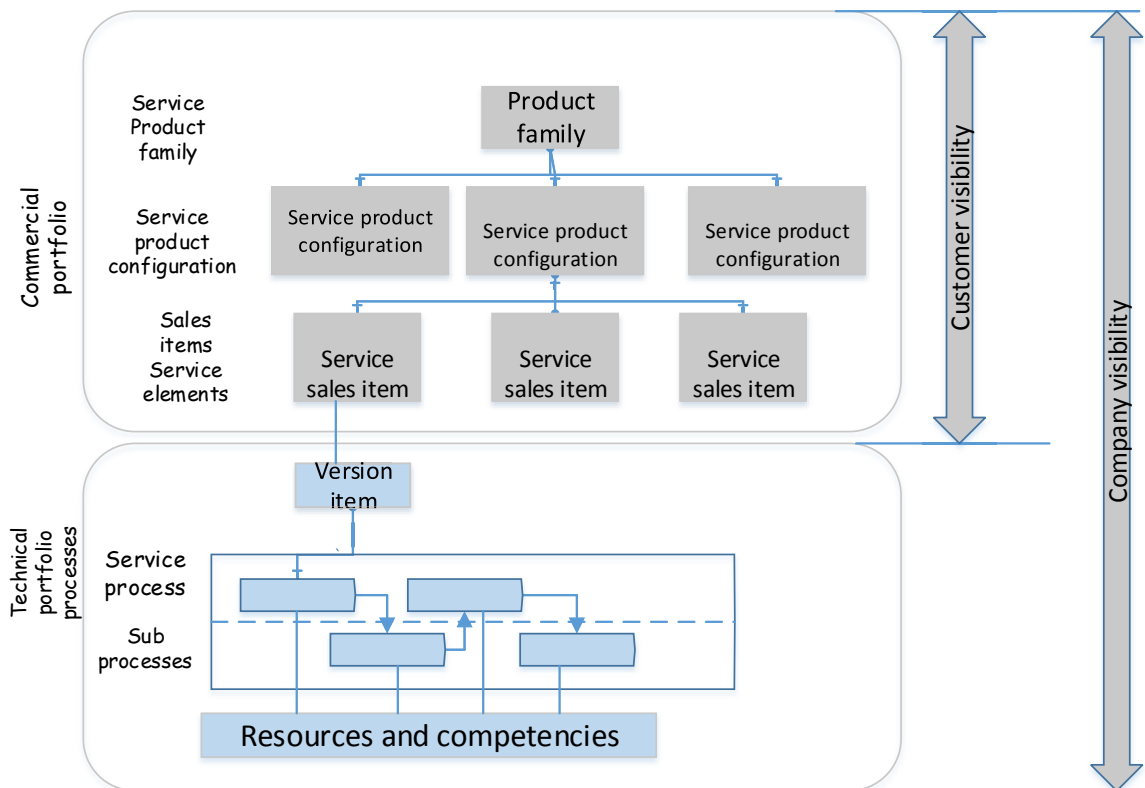 Service
Product
family
Product
family
Commercial
portfolio
Service
product
configuration
Service product
configuration
Service product
configuration
Service product
configuration
Sales
items
Service
elements
Service
sales item
Service
sales item
Service
sales item
Customer visibility
Company visibility
Technical
portfolio
processes
Version
item
Service
process
Sub
processes
Resources and competencies